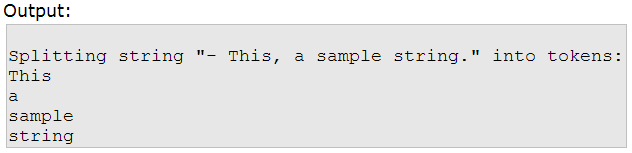 Output:
Splitting string "- This, a sample string." into tokens:
This
a
sample
string